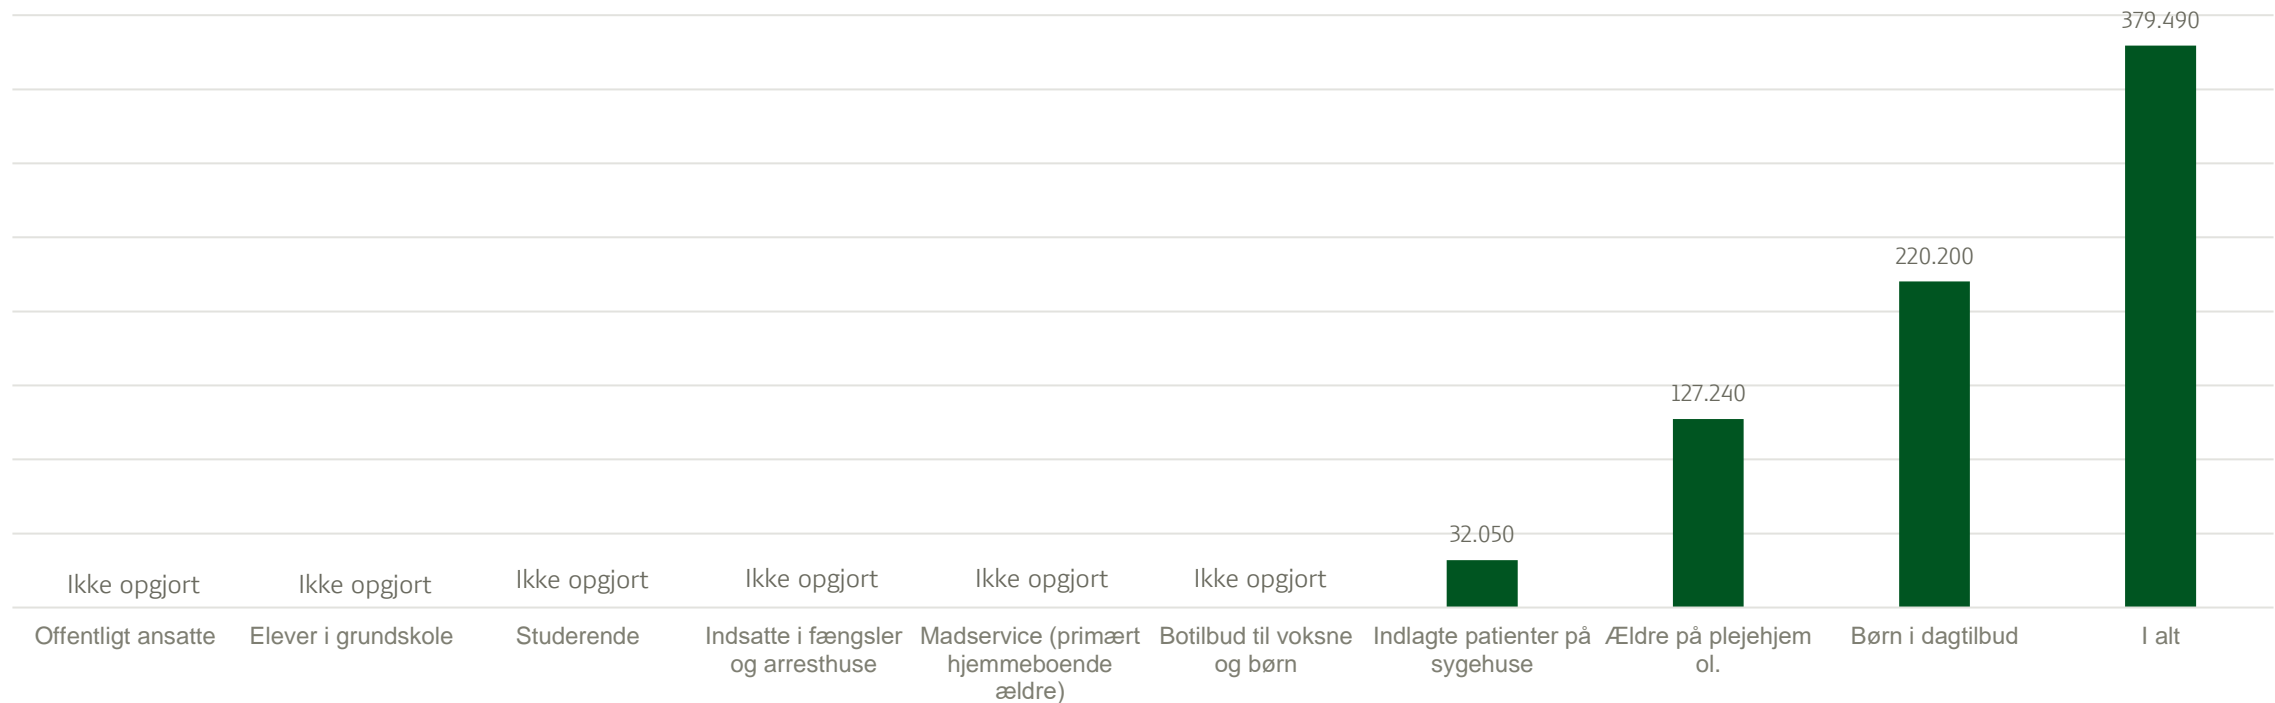 379.490
220.200
127.240
32.050
Ikke opgjort
Ikke opgjort
Ikke opgjort
Ikke opgjort
Ikke opgjort
Ikke opgjort
Offentligt ansatte
Elever i grundskole
Studerende
Indsatte i fængsler
og arresthuse
Madservice (primært
hjemmeboende
ældre)
Botilbud til voksne
og børn
Indlagte patienter på
sygehuse
Ældre på plejehjem
ol.
Børn i dagtilbud
I alt